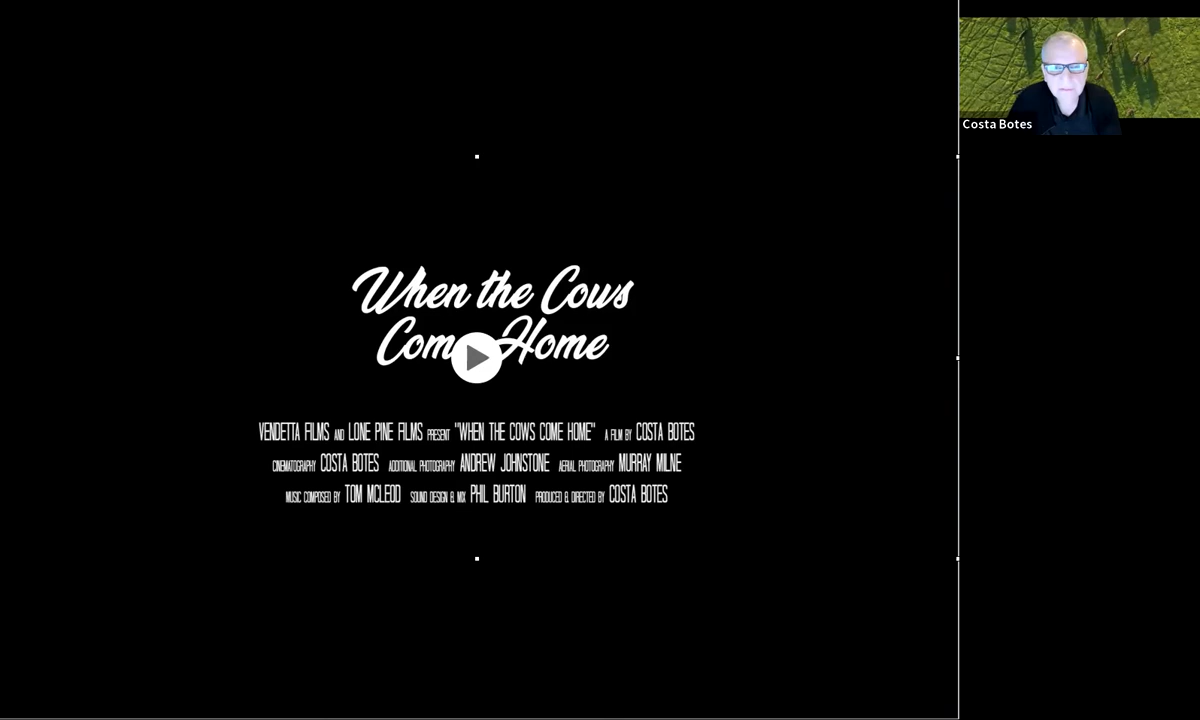 When the Cows
Come Home
VENDETTA FILMS AND LONE PINE FILMS PRESENT "WHEN THE COWS COME HOME" A FILM BY COSTA BOTES
CINEMATOGRAPHY COSTA BOTES ADDITIONAL PHOTOGRAPHY ANDREW JOHNSTONE AERIAL PHOTOGRAPHY MURRAY MILNE
MUSIC COMPOSED BY TOM MCLEOD SOUND DESIGN & MIX PHIL BURTON PRODUCED & DIRECTED BY COSTA BOTES
Costa Botes